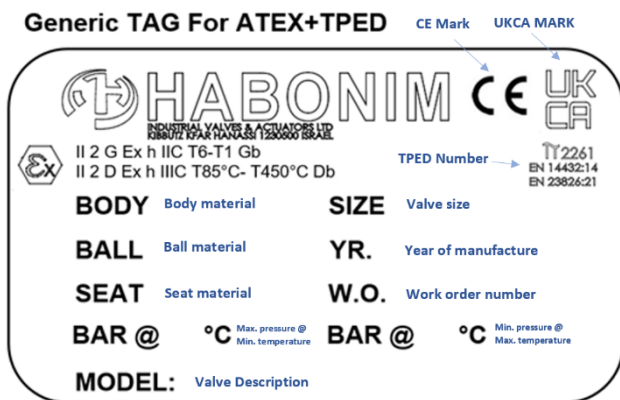 Generic TAG For ATEX+TPED
CE Mark UKCA MARK
HABONIM CE UK CA
INDUSTRIAL VALVES & ACTUATORS LTD
KIBBUTZ KFAR HANASSI 1230500 ISRAEL
Ex II 2 G Ex h IIC T6-T1 Gb
II 2 D Ex h IIIC T85°C- T450°C Db
TPED Number π 2261
EN 14432:14
EN 23826:21
BODY Body material SIZE Valve size
BALL Ball material YR. Year of manufacture
SEAT Seat material W.O. Work order number
BAR @ °C Max. pressure @ Min. temperature BAR @ °C Min. pressure @ Max. temperature
MODEL: Valve Description